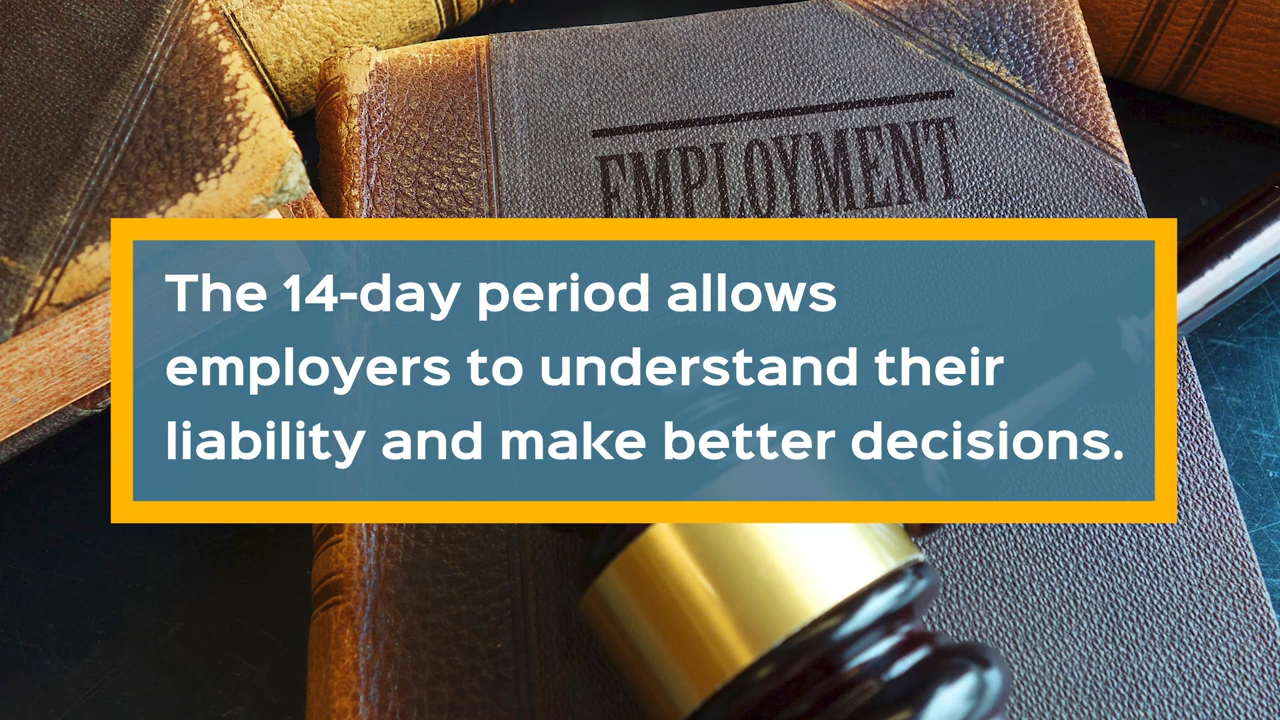 EMPLOYMENT
The 14-day period allows
employers to understand their
liability and make better decisions.